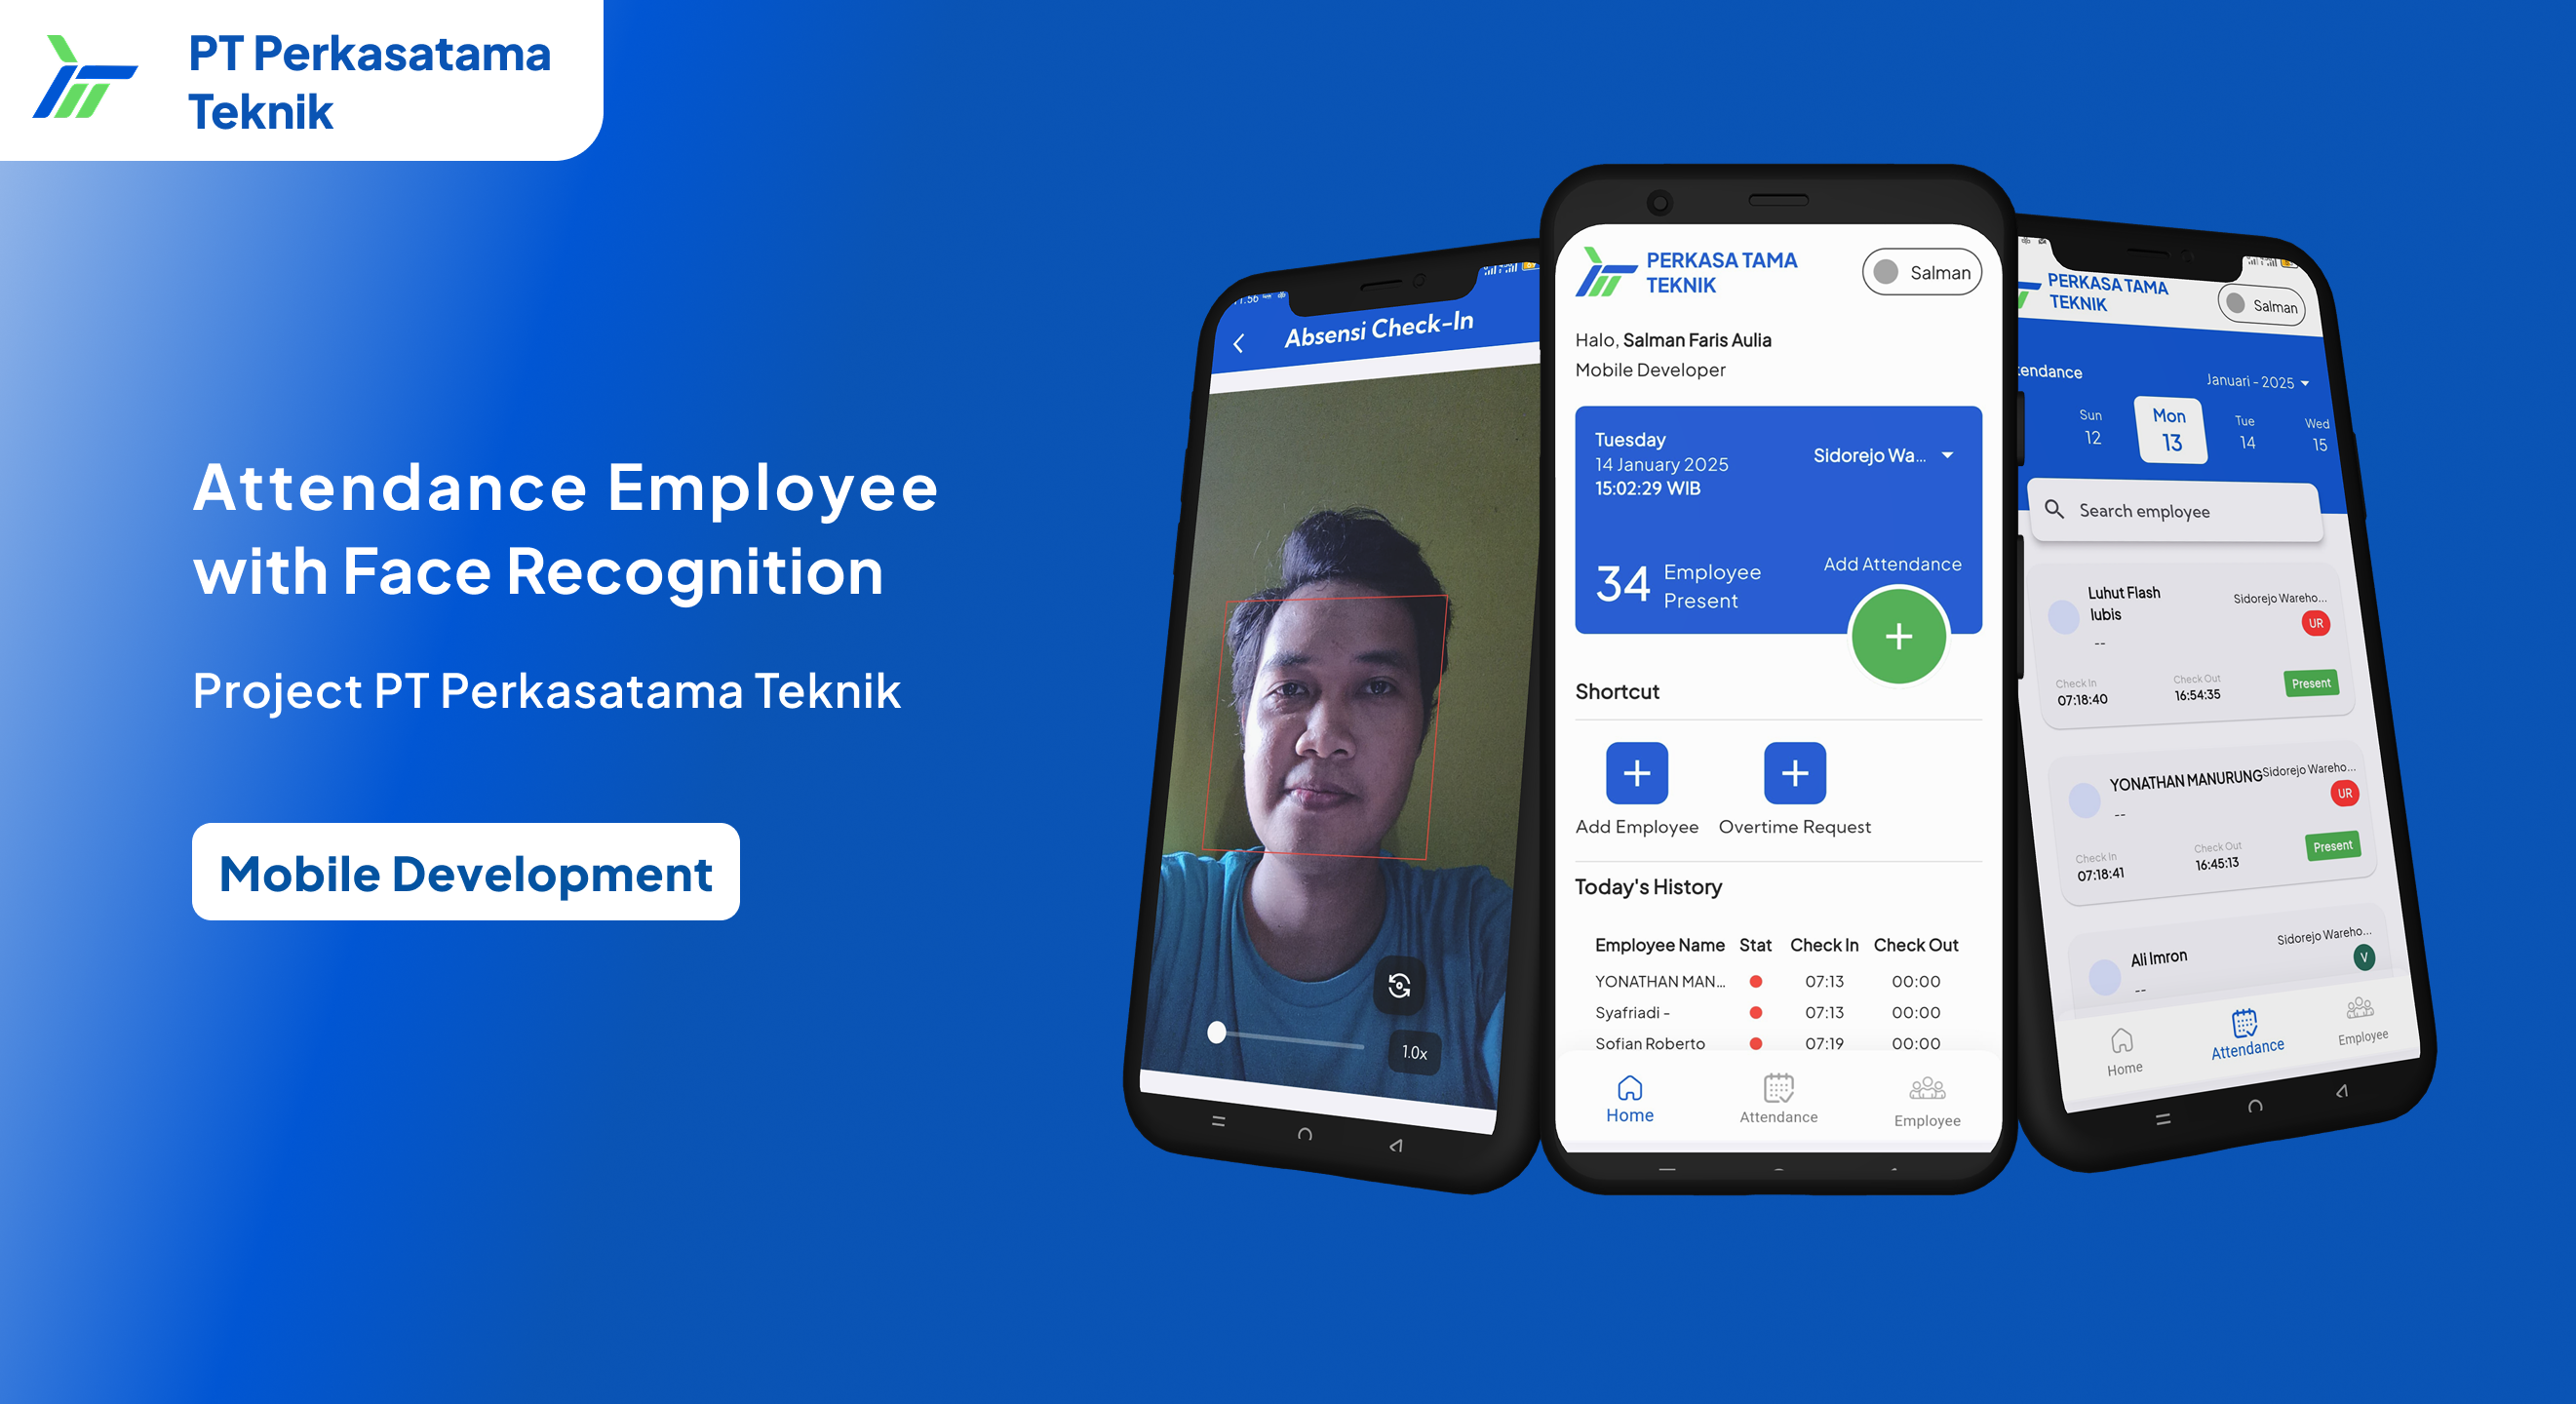 PT Perkasatama
Teknik
Attendance Employee
with Face Recognition
Project PT Perkasatama Teknik
Mobile Development
Absensi Check-In
1.0x
PERKASA TAMA
TEKNIK
Salman
Halo, Salman Faris Aulia
Mobile Developer
Tuesday
14 January 2025
15:02:29 WIB
Sidorejo Wa...
34
Employee
Present
Add Attendance
Shortcut
Add Employee
Overtime Request
Today's History
Employee Name Stat Check In Check Out
YONATHAN MAN... 07:13 00:00
Syafriadi - 07:13 00:00
Sofian Roberto 07:19 00:00
Home
Attendance
Employee
PERKASA TAMA
TEKNIK
Salman
tendance
Januari - 2025
Sun Mon Tue Wed
12 13 14 15
Search employee
Luhut Flash
lubis
--
Sidorejo Wareho...
UR
Check In Check Out
07:18:40 16:54:35
Present
YONATHAN MANURUNG
--
Sidorejo Wareho...
UR
Check In Check Out
07:18:41 16:45:13
Present
Ali Imron
--
Sidorejo Wareho...
V
Home
Attendance
Employee